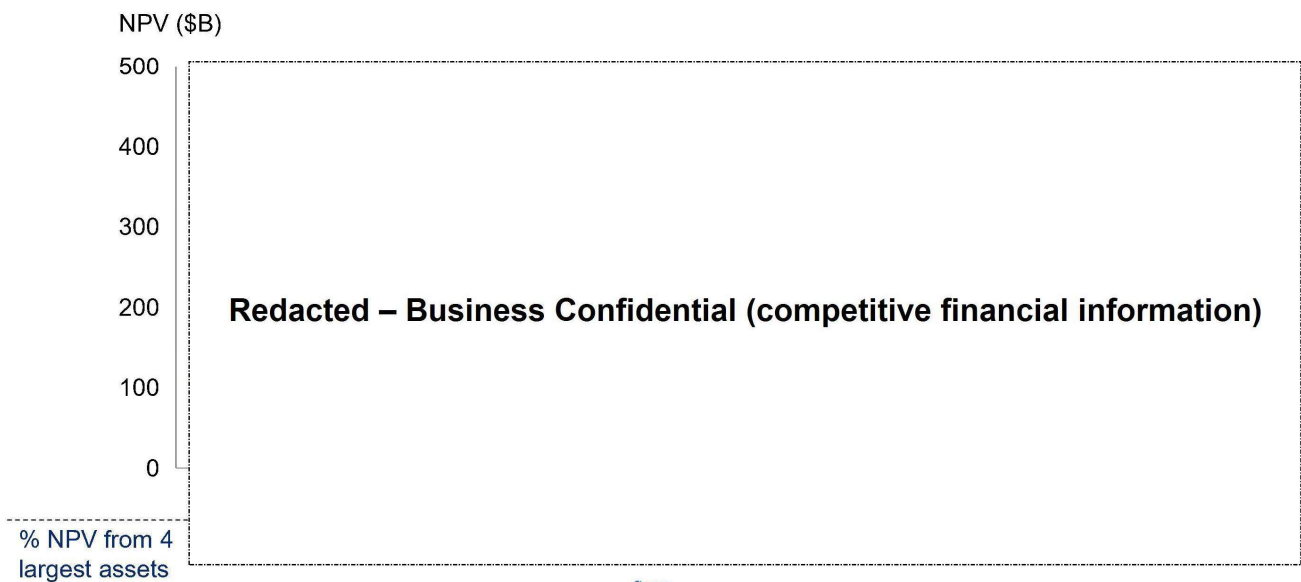 NPV ($B)
500
400
300
200
100
0
Redacted – Business Confidential (competitive financial information)
% NPV from 4
largest assets